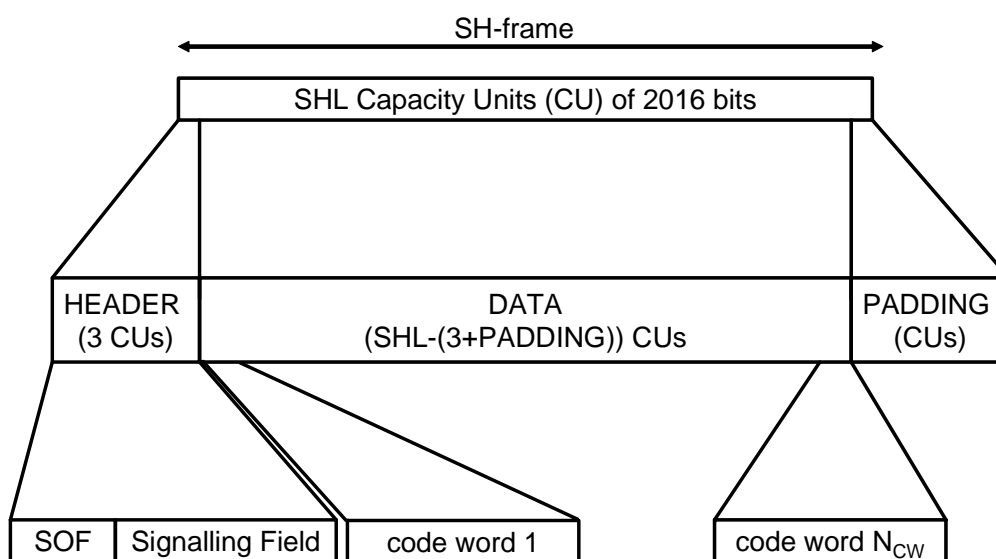 SH-frame
SHL Capacity Units (CU) of 2016 bits
HEADER
(3 CUs)
DATA
(SHL-(3+PADDING)) CUs
PADDING
(CUs)
SOF
Signalling Field
code word 1
code word N_CW